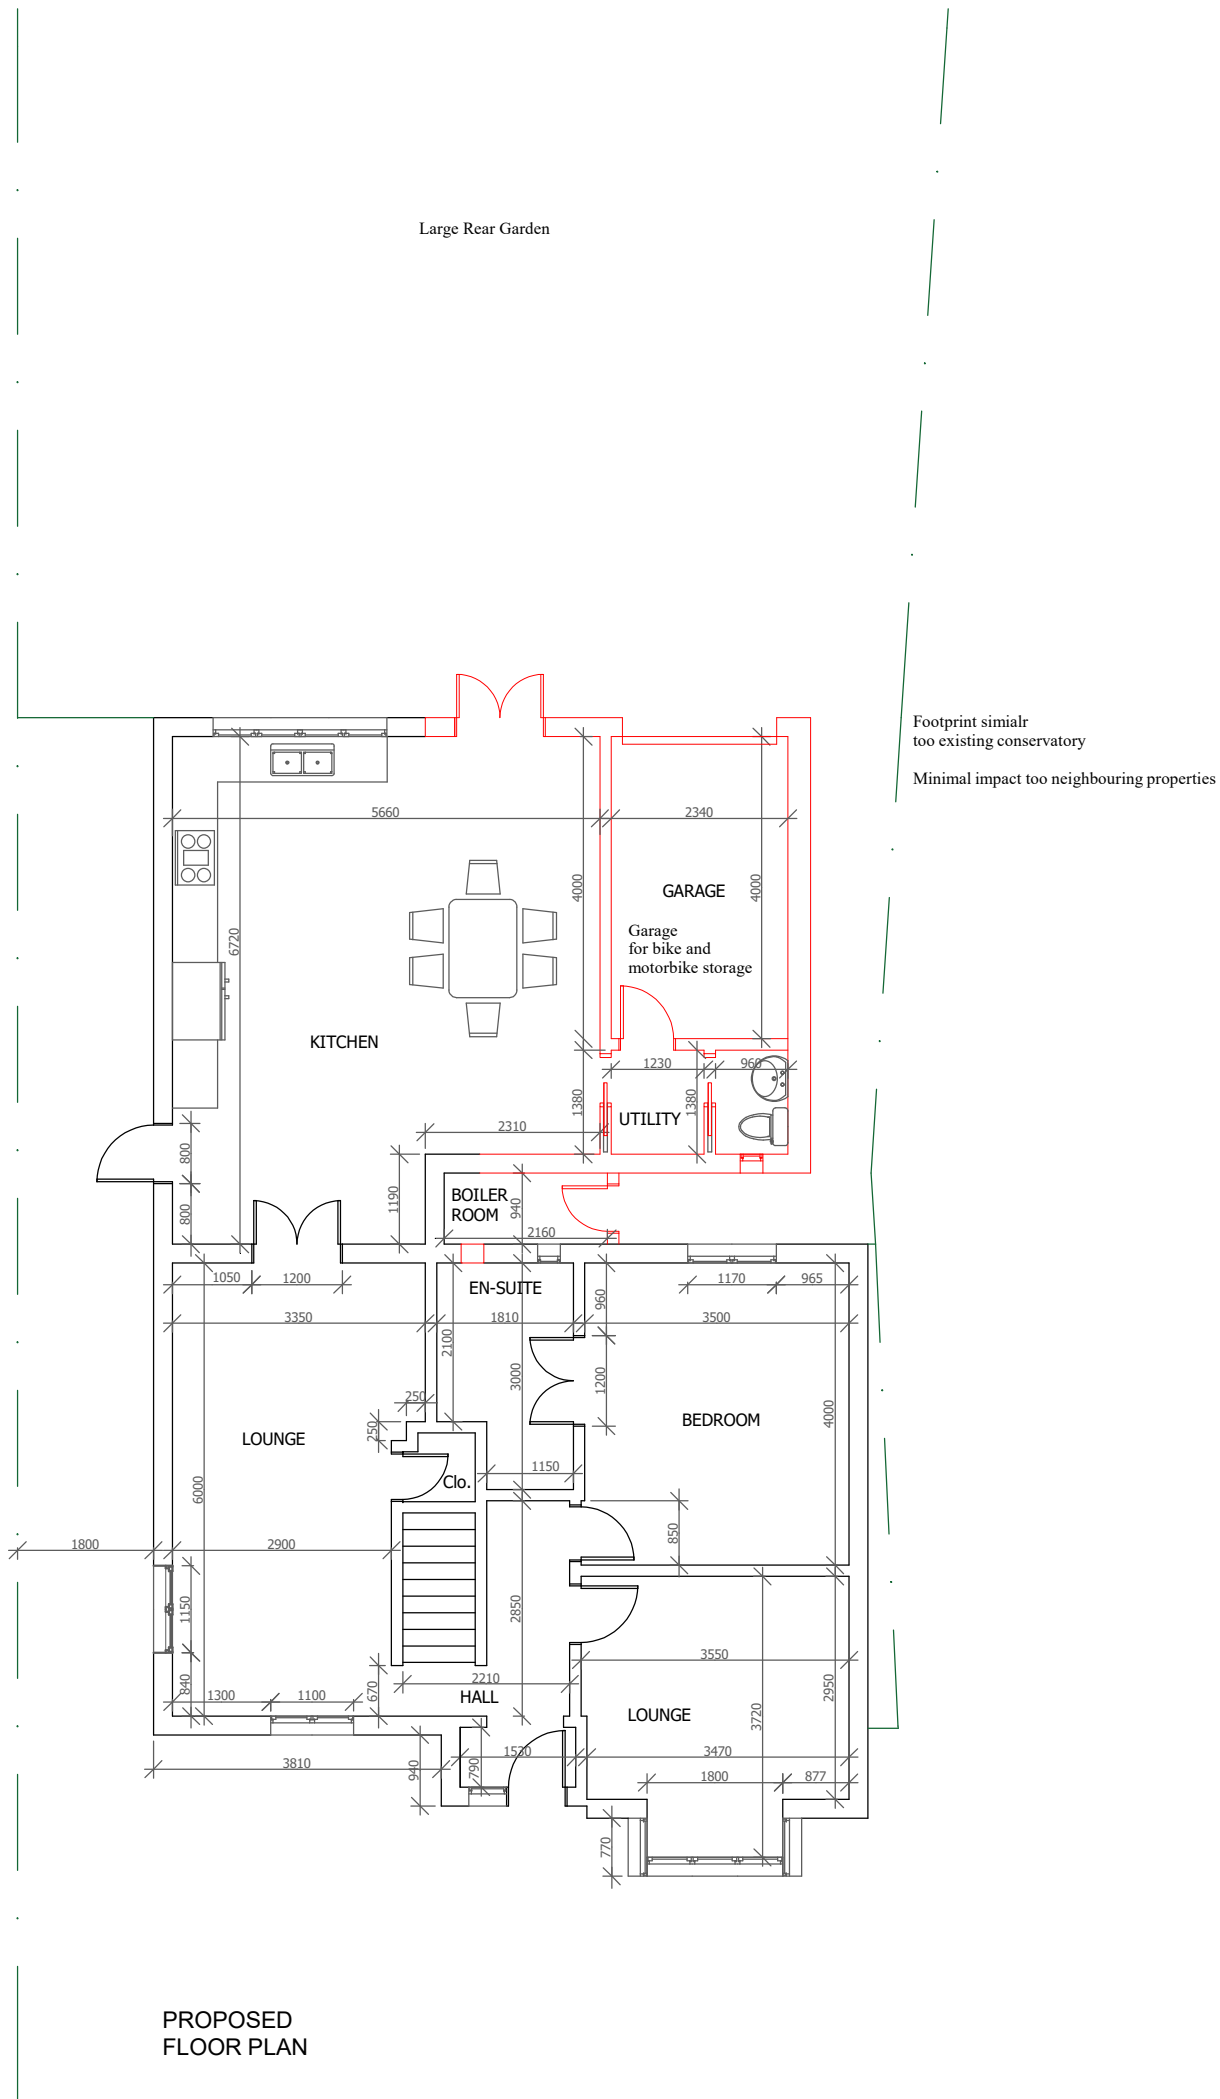 Large Rear Garden
Footprint simialr
too existing conservatory
Minimal impact too neighbouring properties
5660
2340
4000
4000
GARAGE
Garage
for bike and
motorbike storage
6720
KITCHEN
1230
960
1380
1380
UTILITY
2310
800
800
1190
BOILER
ROOM
940
2160
EN-SUITE
1050
1200
1170
965
960
3350
1810
3500
2100
3000
1200
250
250
BEDROOM
4000
LOUNGE
1150
Clo.
6000
850
1800
2900
1150
2850
3550
840
670
2210
2950
1300
1100
HALL
LOUNGE
3720
1530
3470
3810
940
790
1800
877
770
PROPOSED
FLOOR PLAN